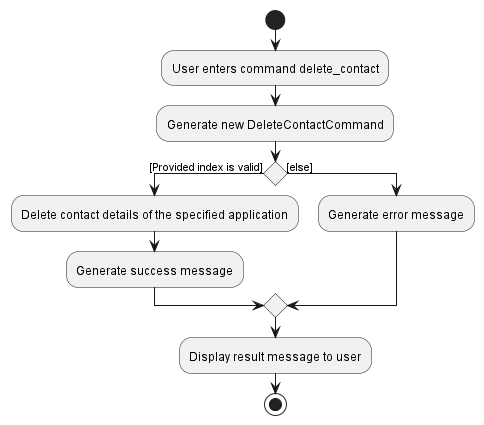 User enters command delete_contact
Generate new DeleteContactCommand
[Provided index is valid]
[else]
Delete contact details of the specified application
Generate error message
Generate success message
Display result message to user